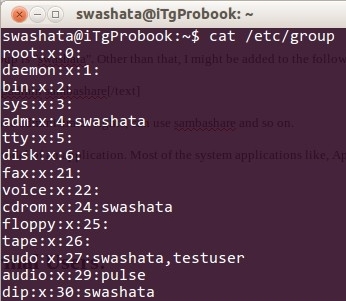 swashata@iTgProbook: ~
swashata@iTgProbook:~$ cat /etc/group
root:x:0:
daemon:x:1:
bin:x:2:
sys:x:3:
adm:x:4:swashata
tty:x:5:
disk:x:6:
fax:x:21:
voice:x:22:
cdrom:x:24:swashata
floppy:x:25:
tape:x:26:
sudo:x:27:swashata,testuser
audio:x:29:pulse
dip:x:30:swashata